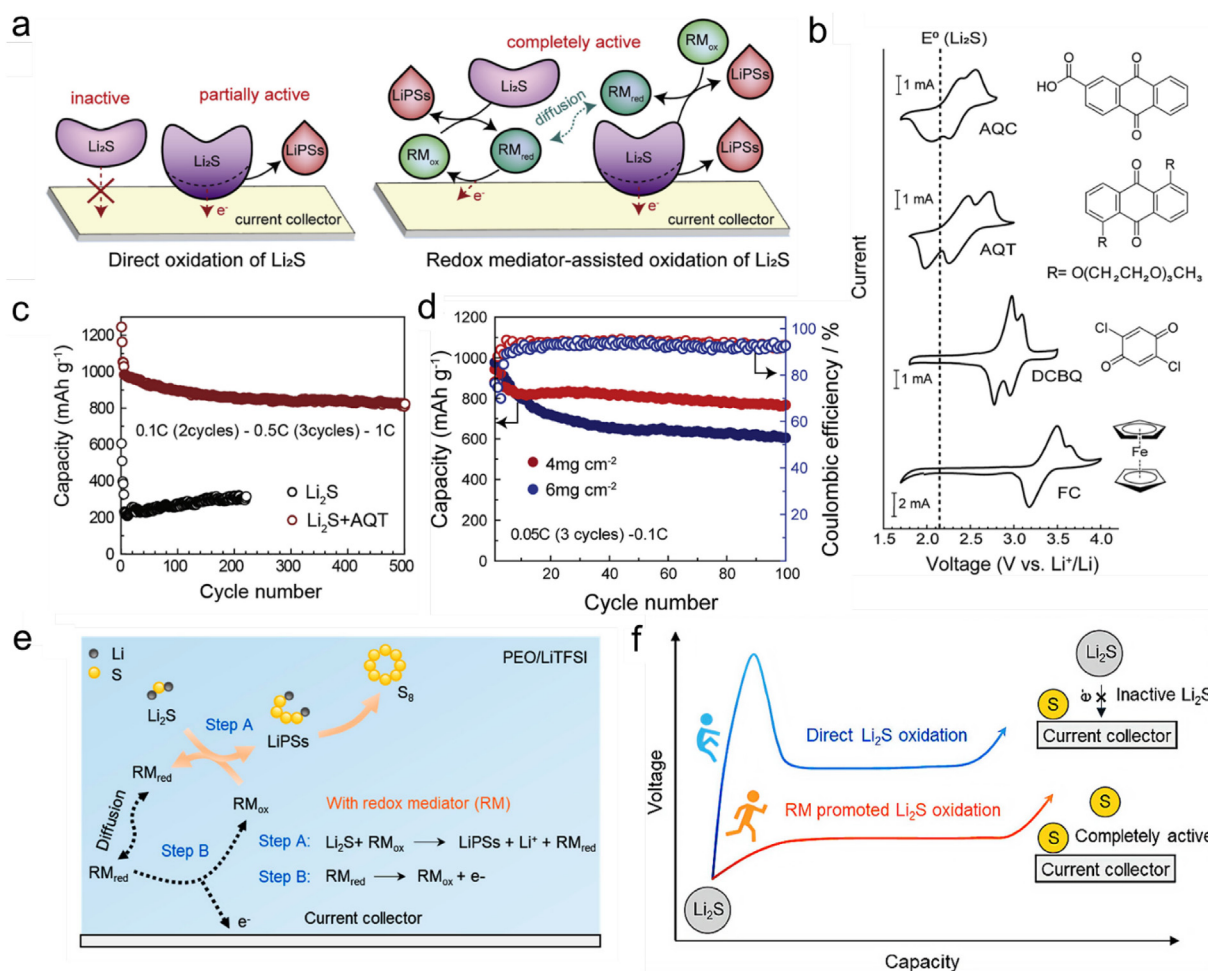 a
inactive
partially active
Li₂S
Li₂S
LiPSs
e⁻
current collector
Direct oxidation of Li₂S
completely active
LiPSs
Li₂S
RMox
RMred
diffusion
RMred
RMox
LiPSs
Li₂S
LiPSs
e⁻
e⁻
current collector
Redox mediator-assisted oxidation of Li₂S
b
E⁰ (Li₂S)
Current
1 mA
AQC
HO
O
O
O
1 mA
AQT
O
R
R
O
R= O(CH₂CH₂O)₃CH₃
1 mA
DCBQ
Cl
O
O
Cl
2 mA
FC
Fe
1.5 2.0 2.5 3.0 3.5 4.0
Voltage (V vs. Li⁺/Li)
c
Capacity (mAh g⁻¹)
1200
1000
800
600
400
200
0
0.1C (2cycles) - 0.5C (3cycles) - 1C
Li₂S
Li₂S+AQT
0 100 200 300 400 500
Cycle number
d
Capacity (mAh g⁻¹)
1200
1000
800
600
400
200
0
4mg cm⁻²
6mg cm⁻²
0.05C (3 cycles) -0.1C
20 40 60 80 100
Cycle number
100
80
60
40
20
Coulombic efficiency / %
e
Li
S
PEO/LiTFSI
S₈
Li₂S
Step A
LiPSs
RMred
RMox
With redox mediator (RM)
Diffusion
Step B
Step A: Li₂S+ RMox → LiPSs + Li⁺ + RMred
Step B: RMred → RMox + e-
RMred
e⁻
Current collector
f
Voltage
Li₂S
Direct Li₂S oxidation
S
e⁻
Inactive Li₂S
Current collector
RM promoted Li₂S oxidation
S
S
Completely active
Current collector
Li₂S
Capacity